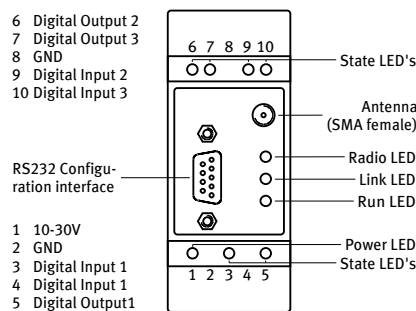 6 Digital Output 2
7 Digital Output 3
8 GND
9 Digital Input 2
10 Digital Input 3
6 7 8 9 10
State LED's
Antenna
(SMA female)
RS232 Configu-
ration interface
Radio LED
Link LED
Run LED
1 10-30V
2 GND
3 Digital Input 1
4 Digital Input 1
5 Digital Output1
Power LED
State LED's
1 2 3 4 5